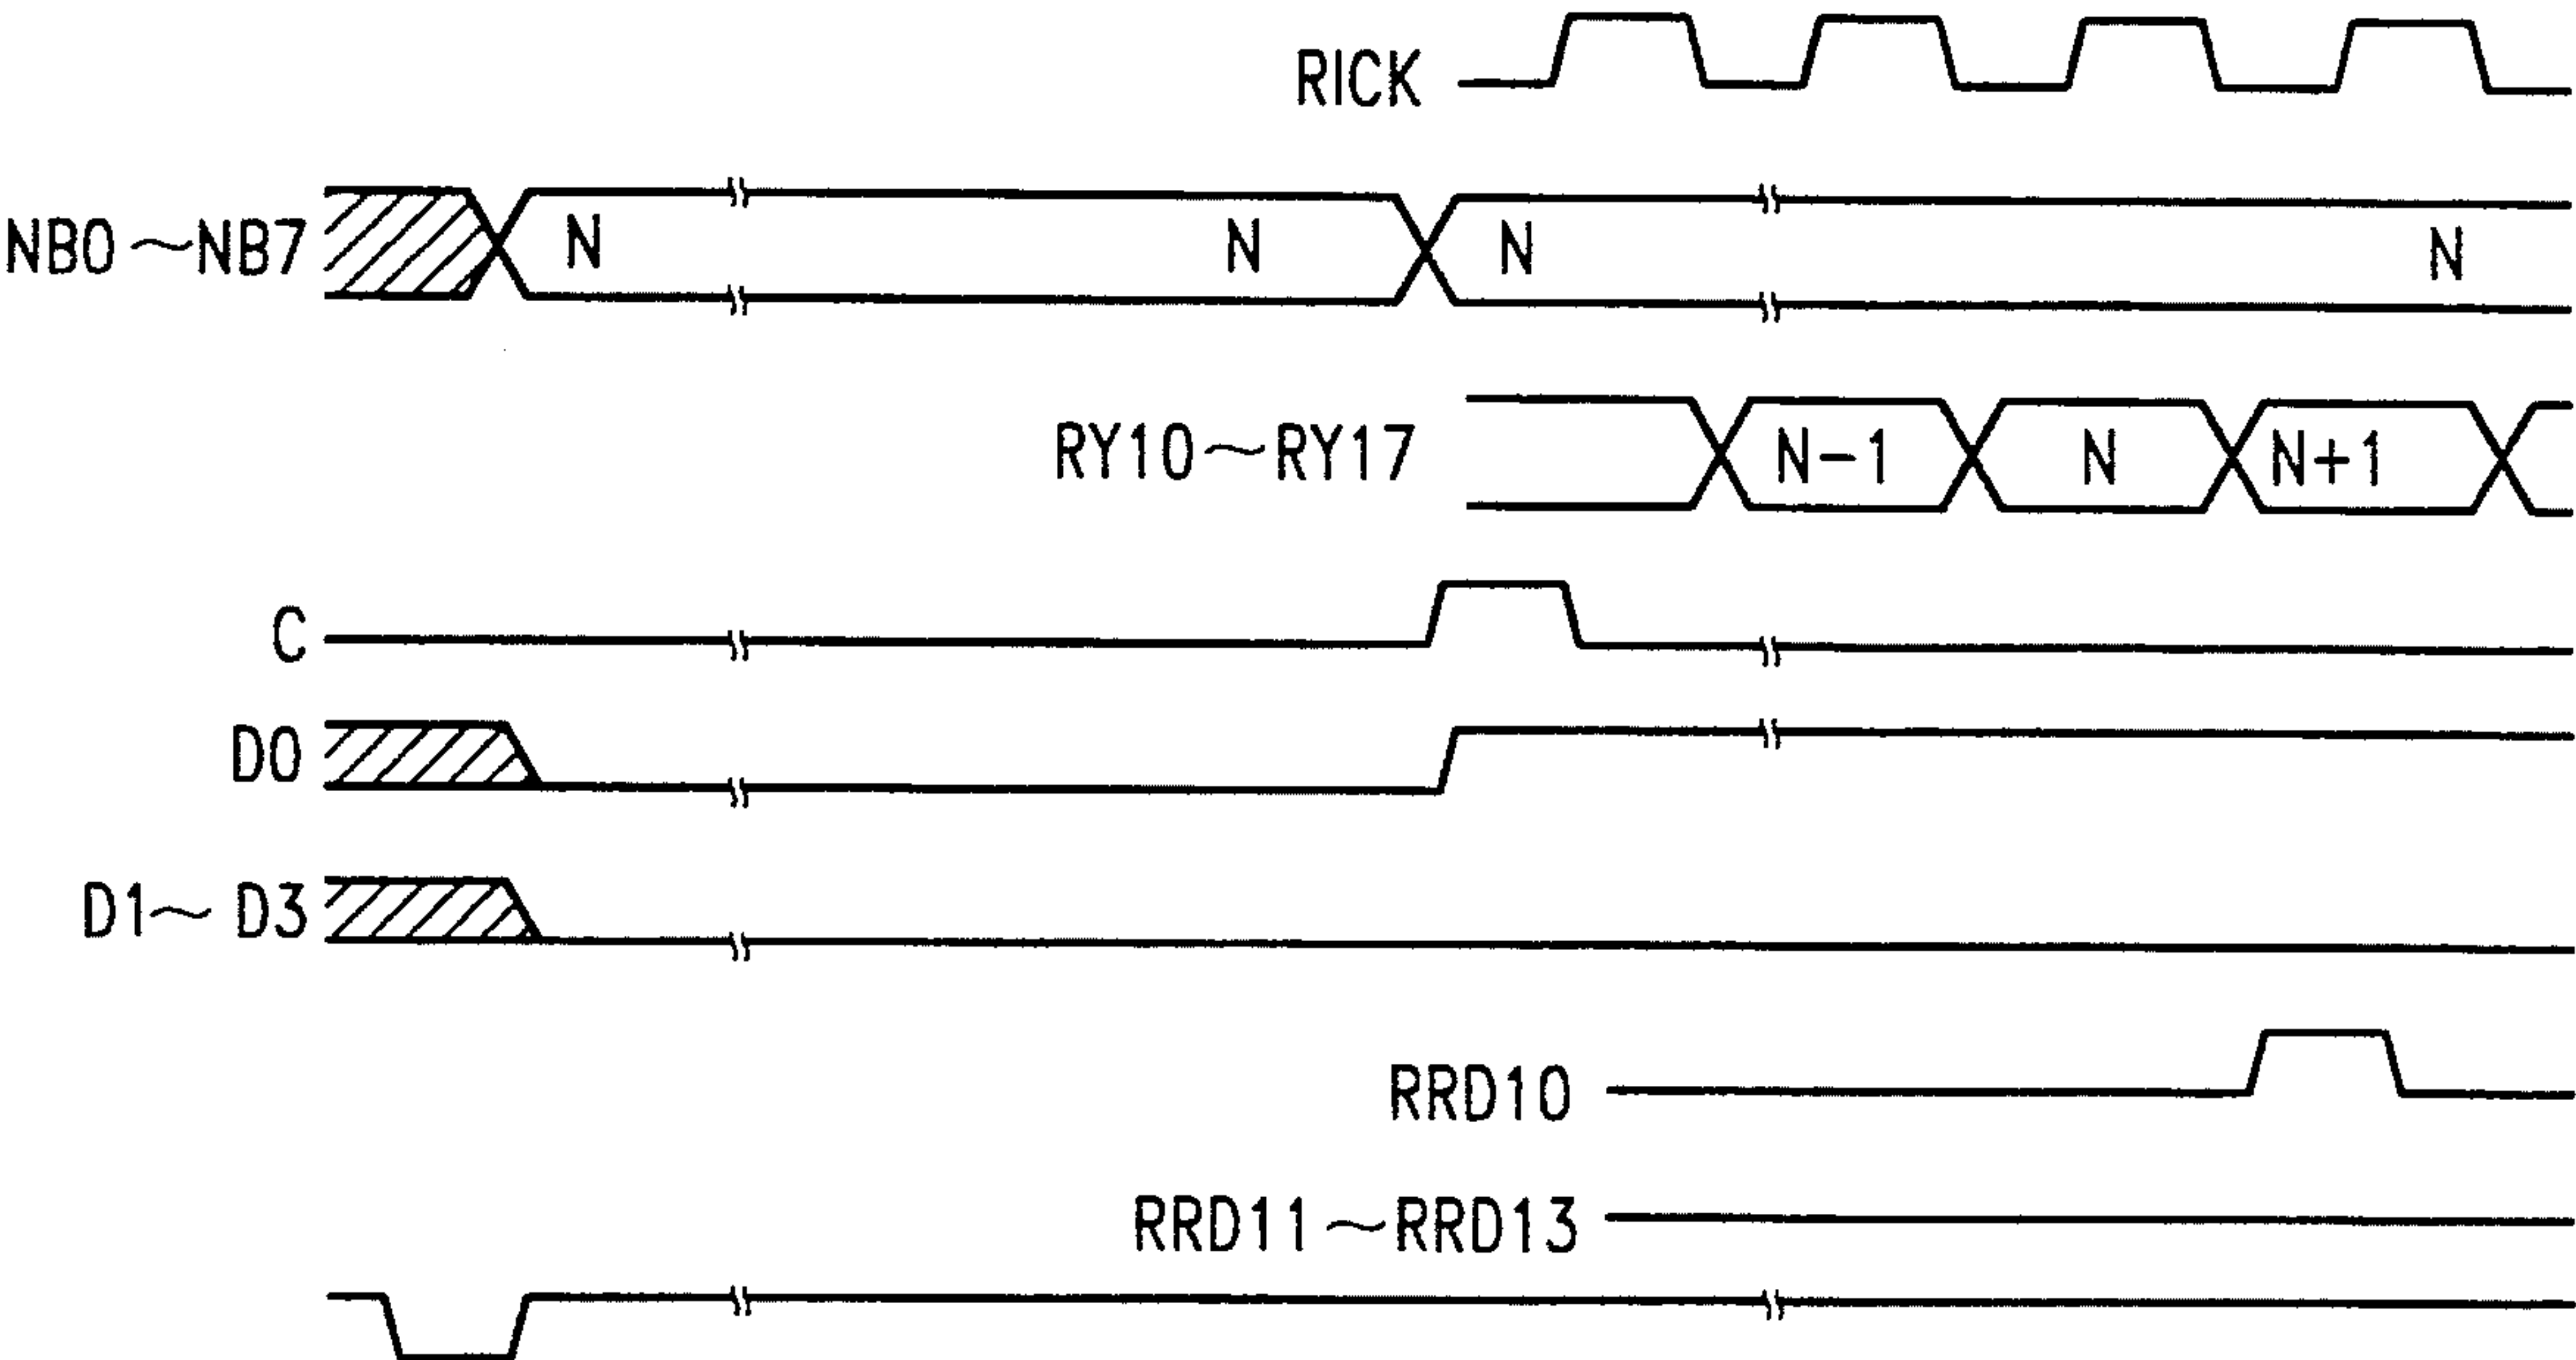 RICK
NB0~NB7 N N N N
RY10~RY17 N-1 N N+1
C
D0
D1~ D3
RRD10
RRD11~RRD13